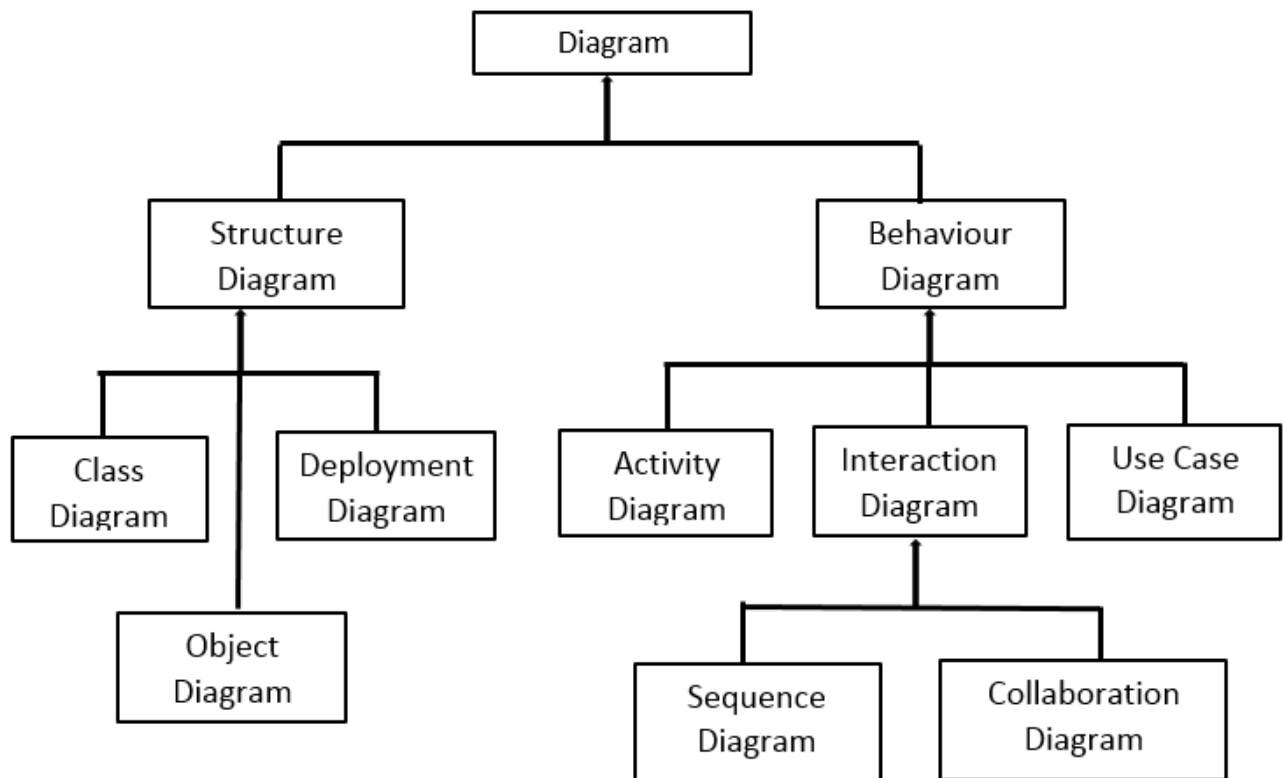 Diagram
Structure
Diagram
Behaviour
Diagram
Class
Diagram
Deployment
Diagram
Activity
Diagram
Interaction
Diagram
Use Case
Diagram
Object
Diagram
Sequence
Diagram
Collaboration
Diagram